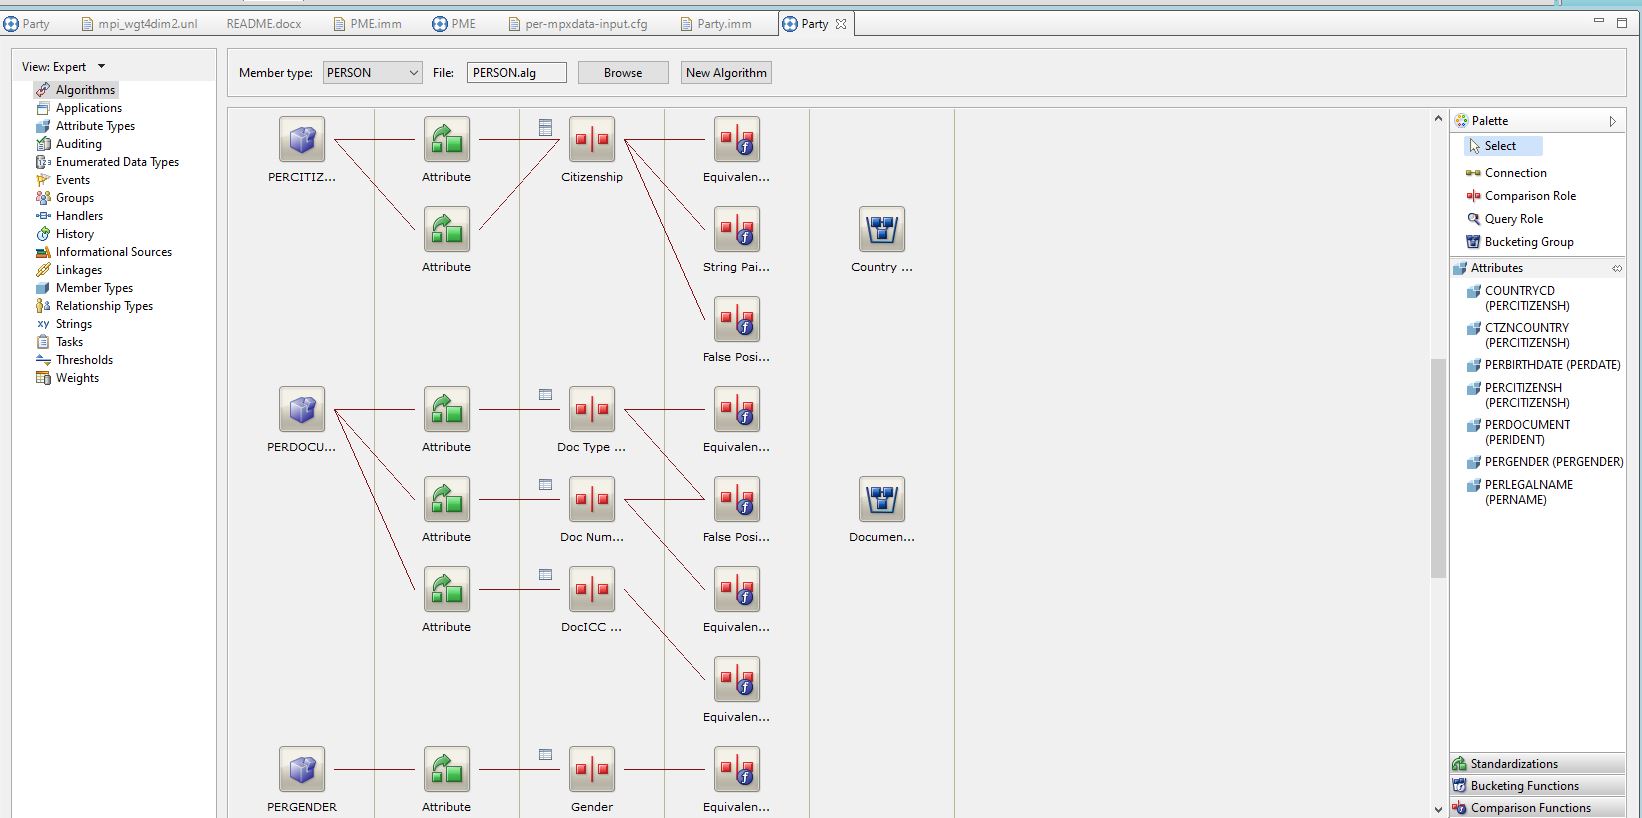 Party mpi_wgt4dim2.unl README.docx PME.imm PME per-mpxdata-input.cfg Party.imm Party
View: Expert
Algorithms
Applications
Attribute Types
Auditing
Enumerated Data Types
Events
Groups
Handlers
History
Informational Sources
Linkages
Member Types
Relationship Types
Strings
Tasks
Thresholds
Weights
Member type: PERSON File: PERSON.alg Browse New Algorithm
PERCITIZ... Attribute Citizenship Equivalen...
Attribute String Pai... Country ...
False Posi...
PERDOCU... Attribute Doc Type ... Equivalen...
Attribute Doc Num... False Posi... Documen...
Attribute DocICC ... Equivalen...
Equivalen...
PERGENDER Attribute Gender Equivalen...
Palette
Select
Connection
Comparison Role
Query Role
Bucketing Group
Attributes
COUNTRYCD
(PERCITIZENSH)
CTZNCOUNTRY
(PERCITIZENSH)
PERBIRTHDATE (PERDATE)
PERCITIZENSH
(PERCITIZENSH)
PERDOCUMENT
(PERIDENT)
PERGENDER (PERGENDER)
PERLEGALNAME
(PERNAME)
Standardizations
Bucketing Functions
Comparison Functions